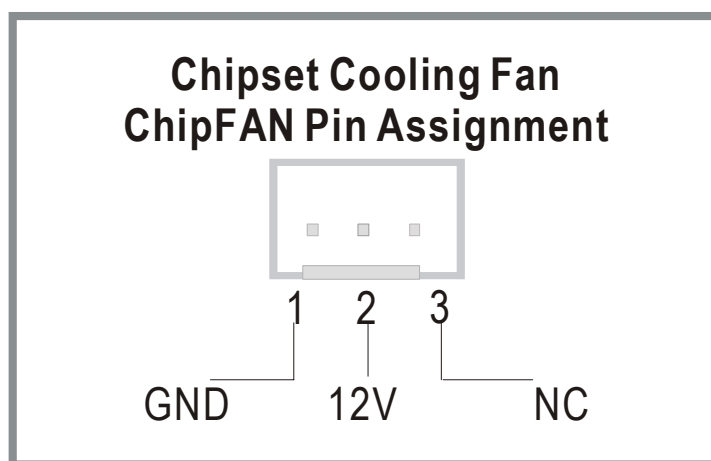 Chipset Cooling Fan
ChipFAN Pin Assignment
1 2 3
GND 12V NC